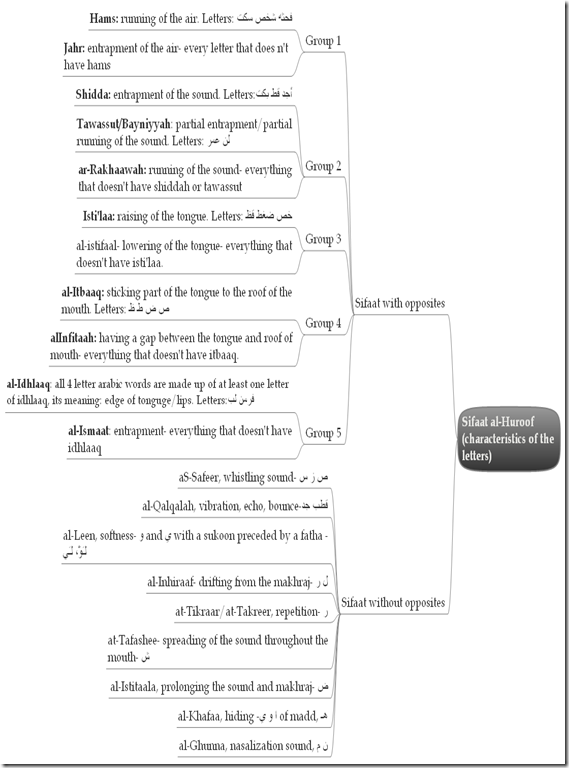 Hams: running of the air. Letters: فحثه شخص سكت
Jahr: entrapment of the air- every letter that does n't
have hams
Group 1
Shidda: entrapment of the sound. Letters:أجد قط بكت
Tawassut/Bayniyyah: partial entrapment/partial
running of the sound. Letters: لن عمر
ar-Rakhaawah: running of the sound- everything
that doesn't have shiddah or tawassut
Group 2
Isti'laa: raising of the tongue. Letters: خص ضغط قظ
al-istifaal- lowering of the tongue- everything that
doesn't have isti'laa.
Group 3
al-Itbaaq: sticking part of the tongue to the roof of the
mouth. Letters: ص ض ط ظ
alInfitaah: having a gap between the tongue and roof of
mouth- everything that doesn't have itbaaq.
Group 4
al-Idhlaaq: all 4 letter arabic words are made up of at least one letter
of idhlaaq, its meaning: edge of tongue/lips. Letters:فر من لب
al-Ismaat: entrapment- everything that doesn't have
idhlaaq
Group 5
Sifaat with opposites
Sifaat al-Huroof
(characteristics of the
letters)
aS-Safeer, whistling sound- ص ز س
al-Qalqalah, vibration, echo, bounce-قطب جد
al-Leen, softness- و and ي with a sukoon preceded by a fatha -
al-Inhiraaf- drifting from the makhraj- ل ر
at-Tikraar/at-Takreer, repetition- ر
at-Tafashee- spreading of the sound throughout the
mouth- ش
al-Istitaala, prolonging the sound and makhraj- ض
al-Khafaa, hiding -ا و ي of madd, هـ
al-Ghunna, nasalization sound, ن م
Sifaat without opposites